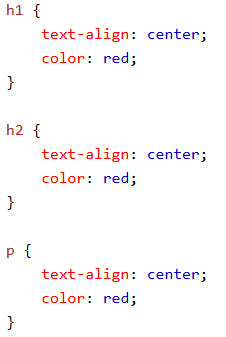 h1 {
    text-align: center;
    color: red;
}

h2 {
    text-align: center;
    color: red;
}

p {
    text-align: center;
    color: red;
}